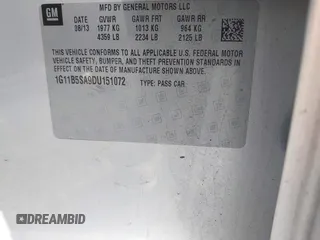 GM
MFD BY GENERAL MOTORS LLC
DATE GVWR GAWR FRT GAWR RR
08/13 1977 KG 1013 KG 964 KG
4359 LB 2234 LB 2125 LB
THIS VEHICLE CONFORMS TO ALL APPLICABLE U.S. FEDERAL MOTOR
VEHICLE SAFETY, BUMPER, AND THEFT PREVENTION STANDARDS IN
EFFECT ON THE DATE OF MANUFACTURE SHOWN ABOVE.
1G11B5SA9DU151072 TYPE: PASS CAR
DREAMBID
DREAMBID